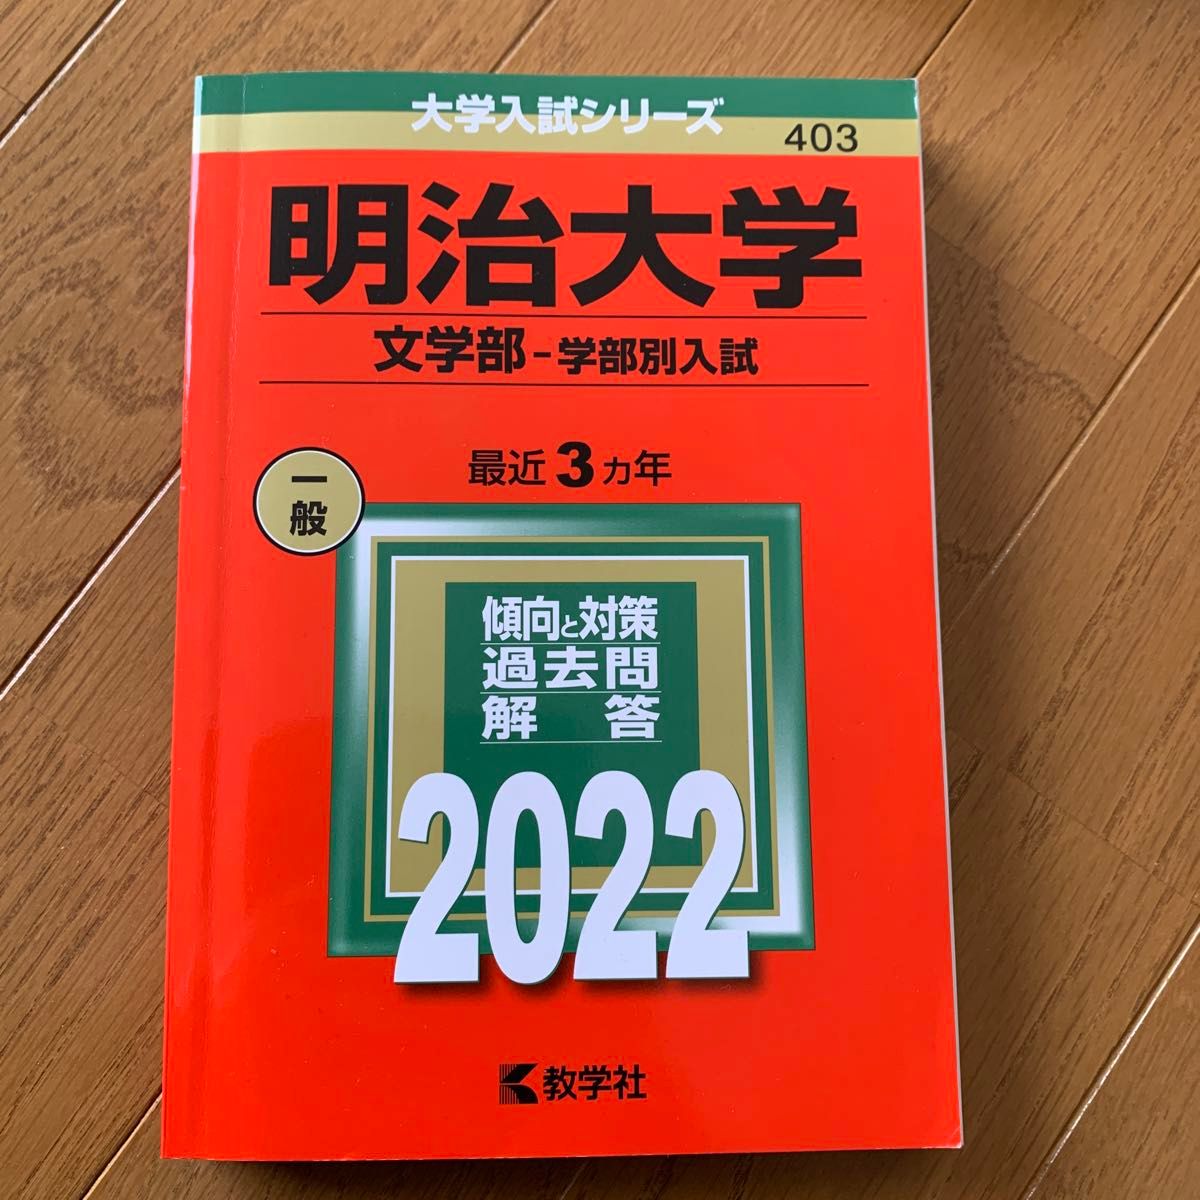 大学入試シリーズ
403
明治大学
文学部-学部別入試
最近3ヵ年
一般
傾向と対策
過去問
解答
2022
教学社